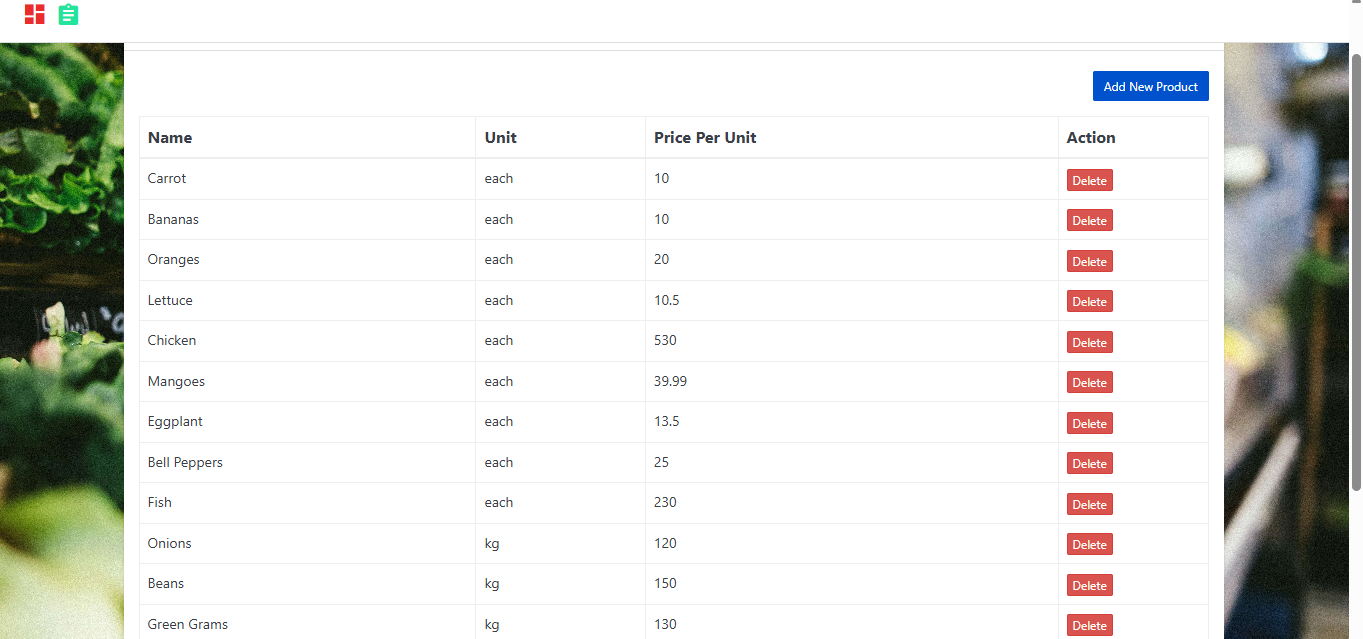 Add New Product
Name Unit Price Per Unit Action
Carrot each 10 Delete
Bananas each 10 Delete
Oranges each 20 Delete
Lettuce each 10.5 Delete
Chicken each 530 Delete
Mangoes each 39.99 Delete
Eggplant each 13.5 Delete
Bell Peppers each 25 Delete
Fish each 230 Delete
Onions kg 120 Delete
Beans kg 150 Delete
Green Grams kg 130 Delete